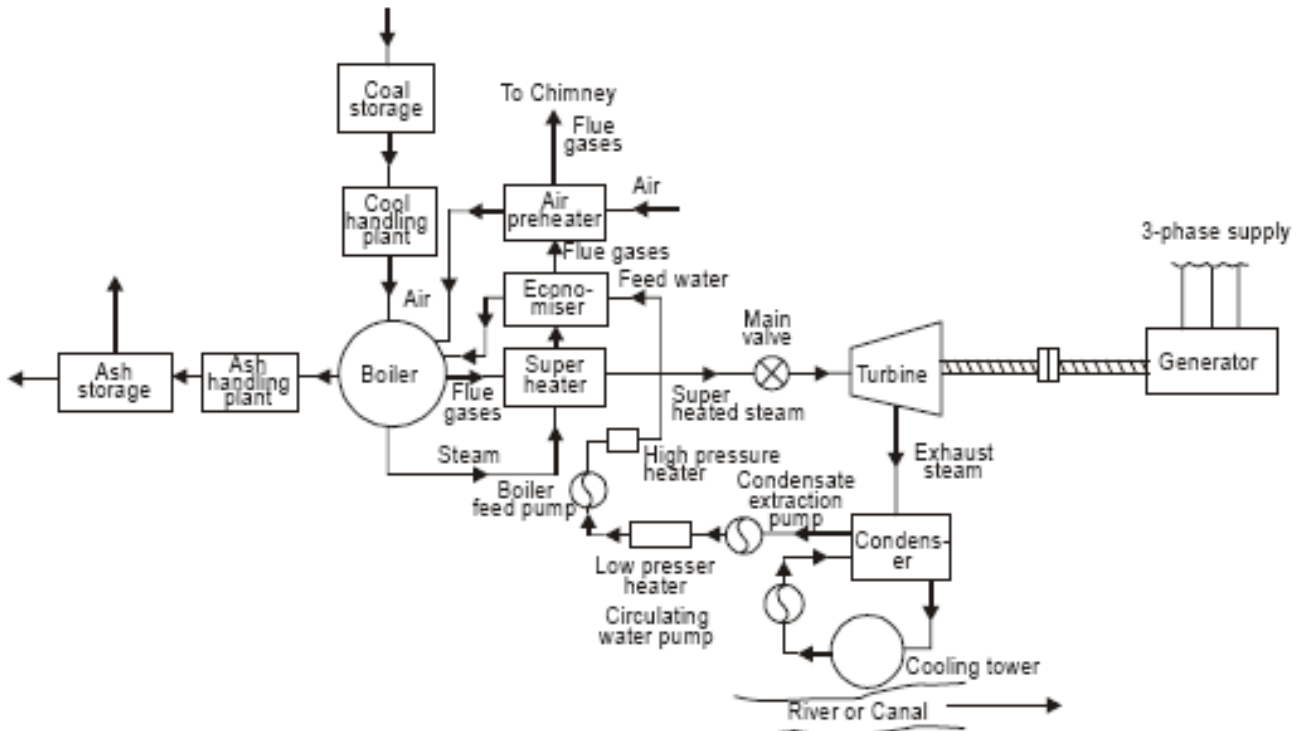 Coal
storage
To Chimney
Flue
gases
Cool
handling
plant
Air
preheater
Air
3-phase supply
Flue gases
Feed water
Air
Econo-
miser
Main
valve
Ash
storage
Ash
handling
plant
Boiler
Flue
gases
Super
heater
Super
heated steam
Turbine
Generator
Steam
High pressure
heater
Exhaust
steam
Boiler
feed pump
Condensate
extraction
pump
Condens-
er
Low presser
heater
Circulating
water pump
Cooling tower
River or Canal